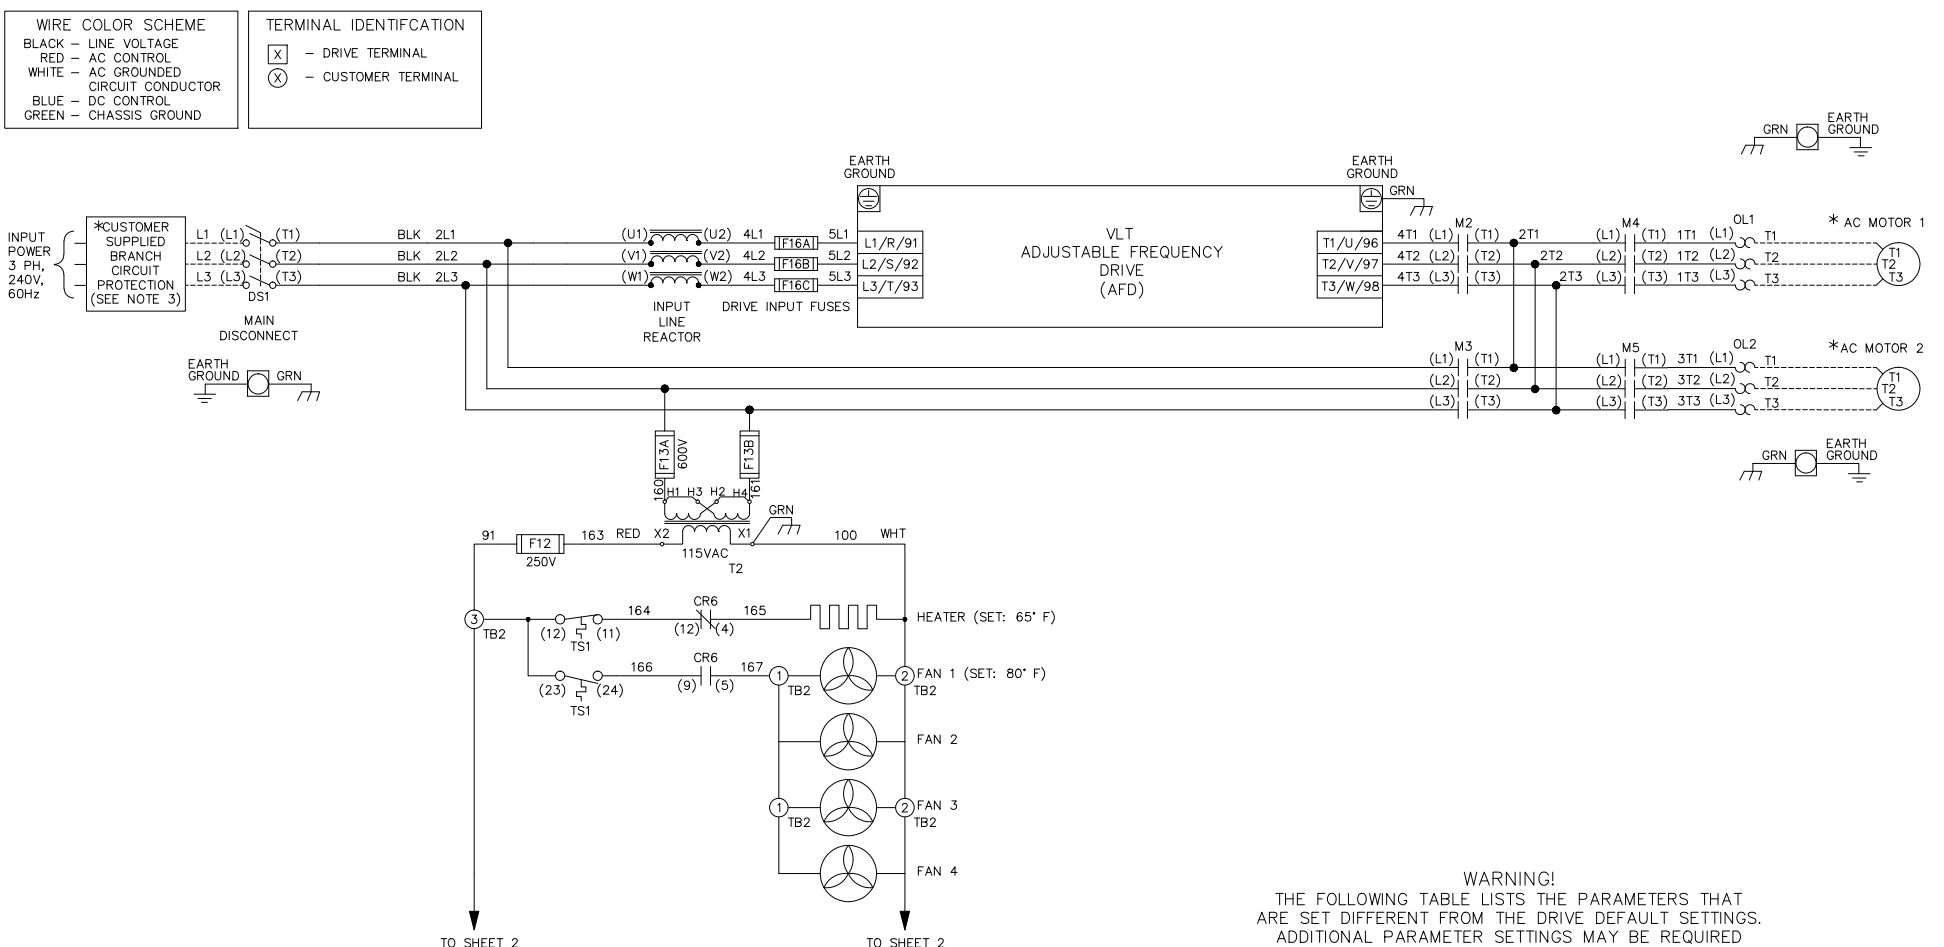 WIRE COLOR SCHEME
BLACK – LINE VOLTAGE
RED – AC CONTROL
WHITE – AC GROUNDED
CIRCUIT CONDUCTOR
BLUE – DC CONTROL
GREEN – CHASSIS GROUND
TERMINAL IDENTIFCATION
X – DRIVE TERMINAL
X – CUSTOMER TERMINAL
GRN
EARTH
GROUND
INPUT
POWER
3 PH,
240V,
60Hz
*CUSTOMER
SUPPLIED
BRANCH
CIRCUIT
PROTECTION
(SEE NOTE 3)
L1 (L1) (T1) BLK 2L1 (U1) (U2) 4L1 F16A 5L1 L1/R/91
L2 (L2) (T2) BLK 2L2 (V1) (V2) 4L2 F16B 5L2 L2/S/92
L3 (L3) (T3) BLK 2L3 (W1) (W2) 4L3 F16C 5L3 L3/T/93
DS1
MAIN
DISCONNECT
EARTH
GROUND
GRN
INPUT
LINE
REACTOR
DRIVE INPUT FUSES
EARTH
GROUND
VLT
ADJUSTABLE FREQUENCY
DRIVE
(AFD)
EARTH
GROUND
GRN
M2 M4 OL1 * AC MOTOR 1
T1/U/96 4T1 (L1) (T1) 2T1 (L1) (T1) 1T1 (L1) T1 T1
T2/V/97 4T2 (L2) (T2) 2T2 (L2) (T2) 1T2 (L2) T2 T2
T3/W/98 4T3 (L3) (T3) 2T3 (L3) (T3) 1T3 (L3) T3 T3
M3 M5 OL2 *AC MOTOR 2
(L1) (T1) (L1) (T1) 3T1 (L1) T1 T1
(L2) (T2) (L2) (T2) 3T2 (L2) T2 T2
(L3) (T3) (L3) (T3) 3T3 (L3) T3 T3
GRN
EARTH
GROUND
F13A
600V
F13B
160 H1 H3 H2 H4 161
GRN
91 F12 163 RED X2 X1 100 WHT
250V
115VAC
T2
3
TB2
(12) (11)
TS1
164
CR6
(12) (4)
165
HEATER (SET: 65° F)
(23) (24)
TS1
166
CR6
(9) (5)
167
1
TB2
2
TB2
FAN 1 (SET: 80° F)
FAN 2
1
TB2
2
TB2
FAN 3
FAN 4
TO SHEET 2
TO SHEET 2
WARNING!
THE FOLLOWING TABLE LISTS THE PARAMETERS THAT
ARE SET DIFFERENT FROM THE DRIVE DEFAULT SETTINGS.
ADDITIONAL PARAMETER SETTINGS MAY BE REQUIRED